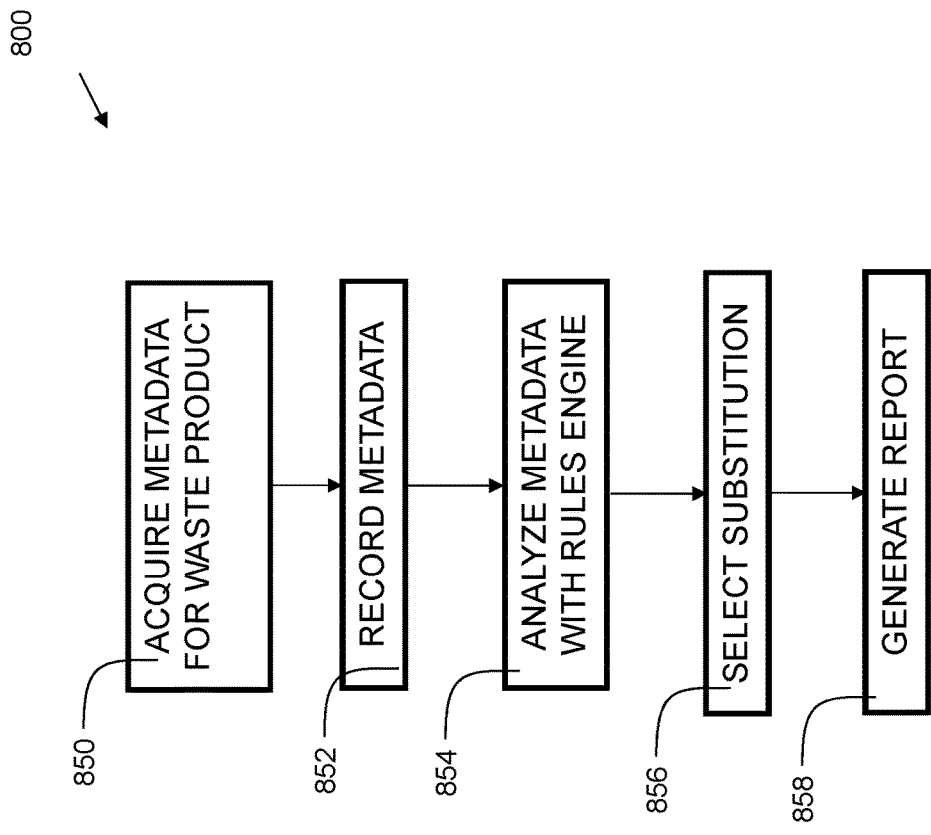 800
850
ACQUIRE METADATA
FOR WASTE PRODUCT
852
RECORD METADATA
854
ANALYZE METADATA
WITH RULES ENGINE
856
SELECT SUBSTITUTION
858
GENERATE REPORT